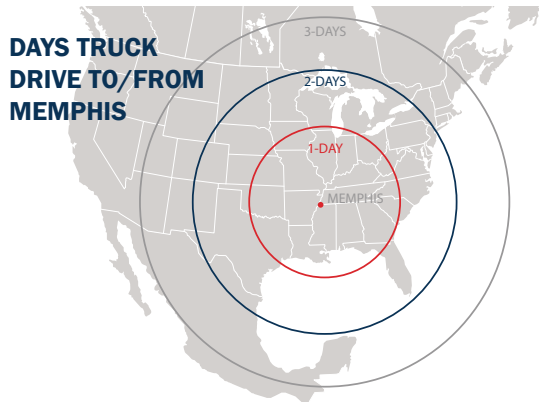 DAYS TRUCK
DRIVE TO/FROM
MEMPHIS
3-DAYS
2-DAYS
1-DAY
MEMPHIS